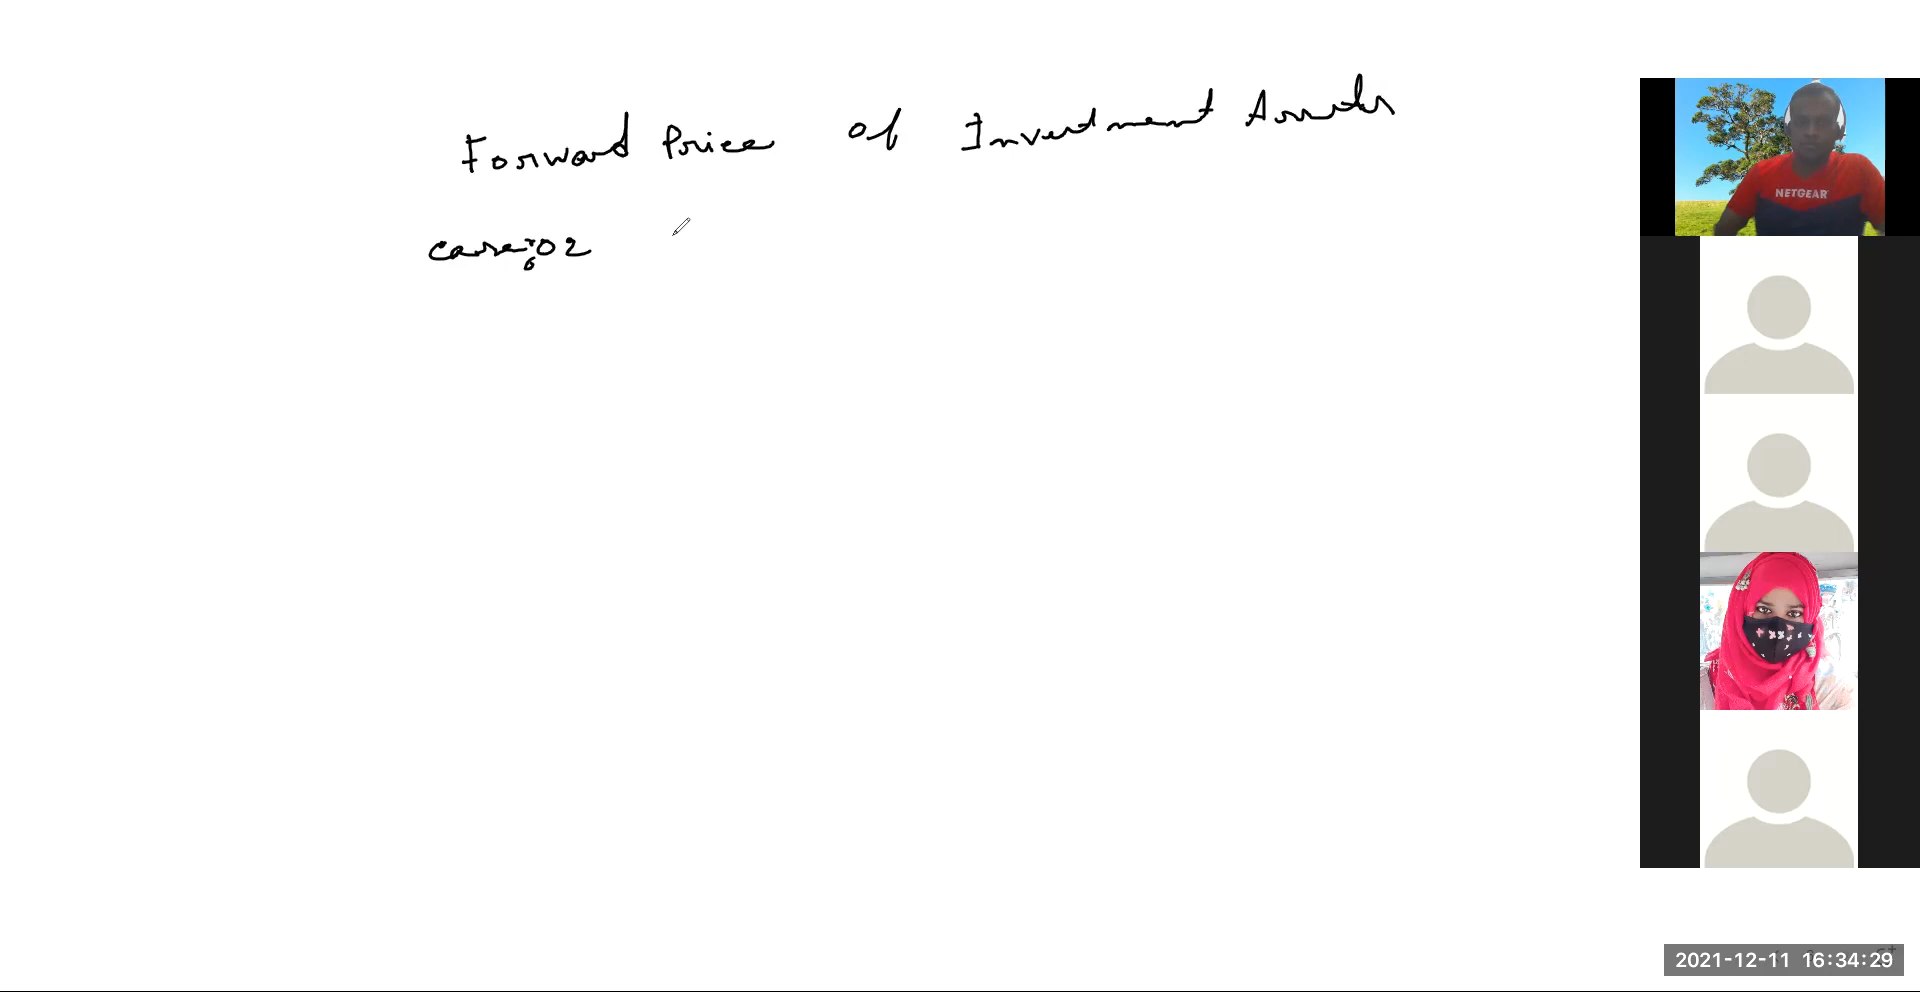 Forward Price of Investment Assets
case:02
NETGEAR
2021-12-11 16:34:29